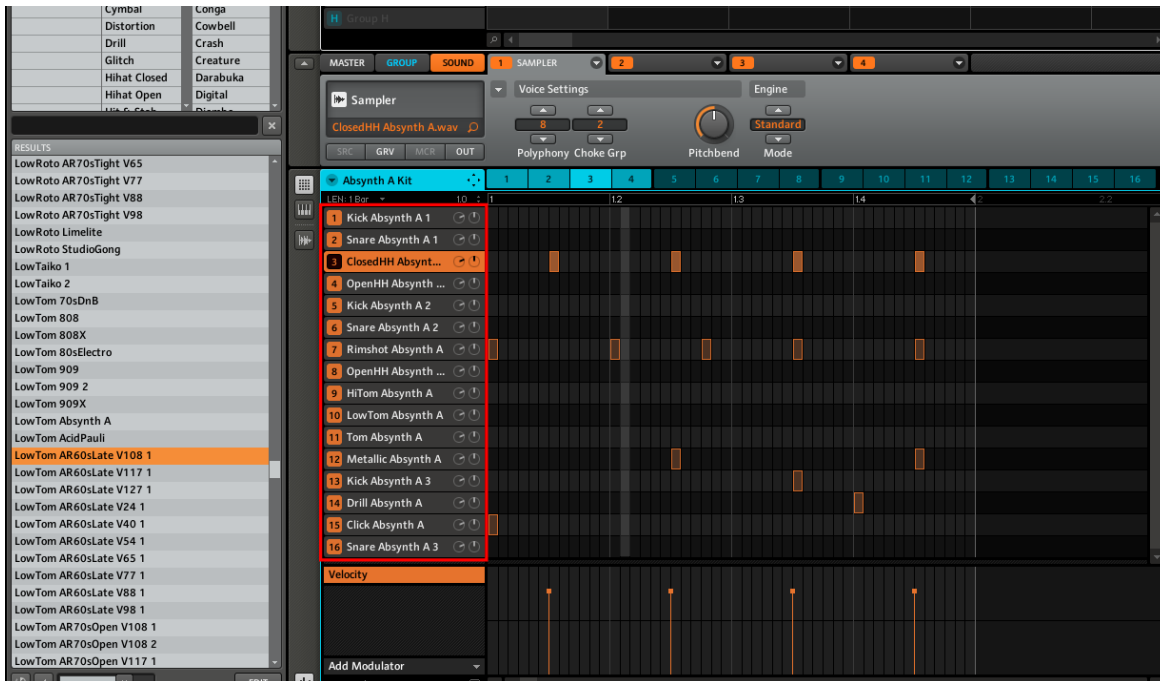 Cymbal Conga
Distortion Cowbell
Drill Crash
Glitch Creature
Hihat Closed Darabuka
Hihat Open Digital
RESULTS
LowRoto AR70sTight V65
LowRoto AR70sTight V77
LowRoto AR70sTight V88
LowRoto AR70sTight V98
LowRoto Limelite
LowRoto StudioGong
LowTaiko 1
LowTaiko 2
LowTom 70sDnB
LowTom 808
LowTom 808X
LowTom 80sElectro
LowTom 909
LowTom 909 2
LowTom 909X
LowTom Absynth A
LowTom AcidPauli
LowTom AR60sLate V108 1
LowTom AR60sLate V117 1
LowTom AR60sLate V127 1
LowTom AR60sLate V24 1
LowTom AR60sLate V40 1
LowTom AR60sLate V54 1
LowTom AR60sLate V65 1
LowTom AR60sLate V77 1
LowTom AR60sLate V88 1
LowTom AR60sLate V98 1
LowTom AR70sOpen V108 1
LowTom AR70sOpen V108 2
LowTom AR70sOpen V117 1
H Group H
MASTER GROUP SOUND 1 SAMPLER 2 3 4
Sampler
ClosedHH Absynth A.wav
SRC GRV MCR OUT
Voice Settings Engine
8 2 Standard
Polyphony Choke Grp Pitchbend Mode
Absynth A Kit 1 2 3 4 5 6 7 8 9 10 11 12 13 14 15 16
LEN: 1 Bar 1.0 1 1.2 1.3 1.4 2 2.2
1 Kick Absynth A 1
2 Snare Absynth A 1
3 ClosedHH Absynt...
4 OpenHH Absynth ...
5 Kick Absynth A 2
6 Snare Absynth A 2
7 Rimshot Absynth A
8 OpenHH Absynth ...
9 HiTom Absynth A
10 LowTom Absynth A
11 Tom Absynth A
12 Metallic Absynth A
13 Kick Absynth A 3
14 Drill Absynth A
15 Click Absynth A
16 Snare Absynth A 3
Velocity
Add Modulator